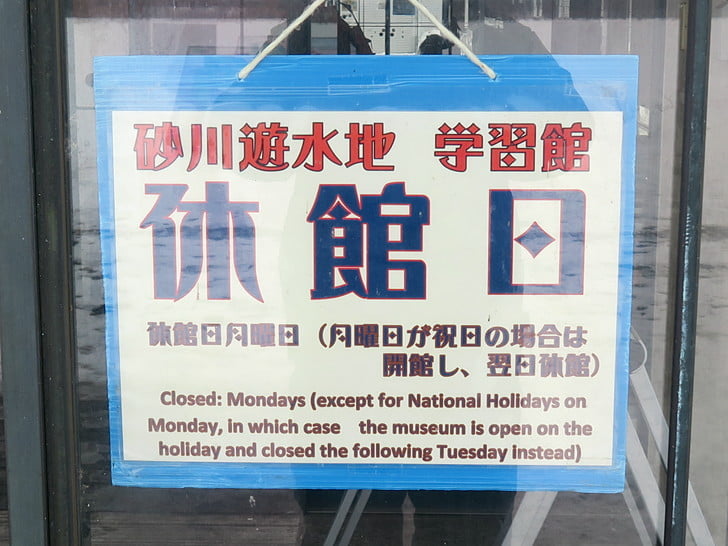 砂川遊水地 学習館
休館日
休館日月曜日（月曜日が祝日の場合は
開館し、翌日休館）
Closed: Mondays (except for National Holidays on
Monday, in which case the museum is open on the
holiday and closed the following Tuesday instead)